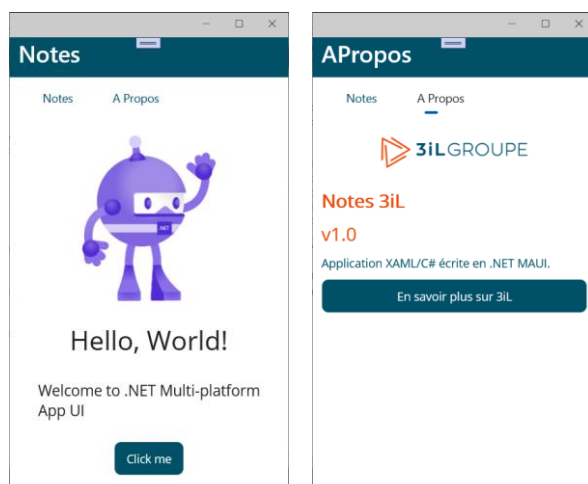 Notes
Notes A Propos
.NET
Hello, World!
Welcome to .NET Multi-platform
App UI
Click me
APropos
Notes A Propos
3iLGROUPE
Notes 3iL
v1.0
Application XAML/C# écrite en .NET MAUI.
En savoir plus sur 3iL